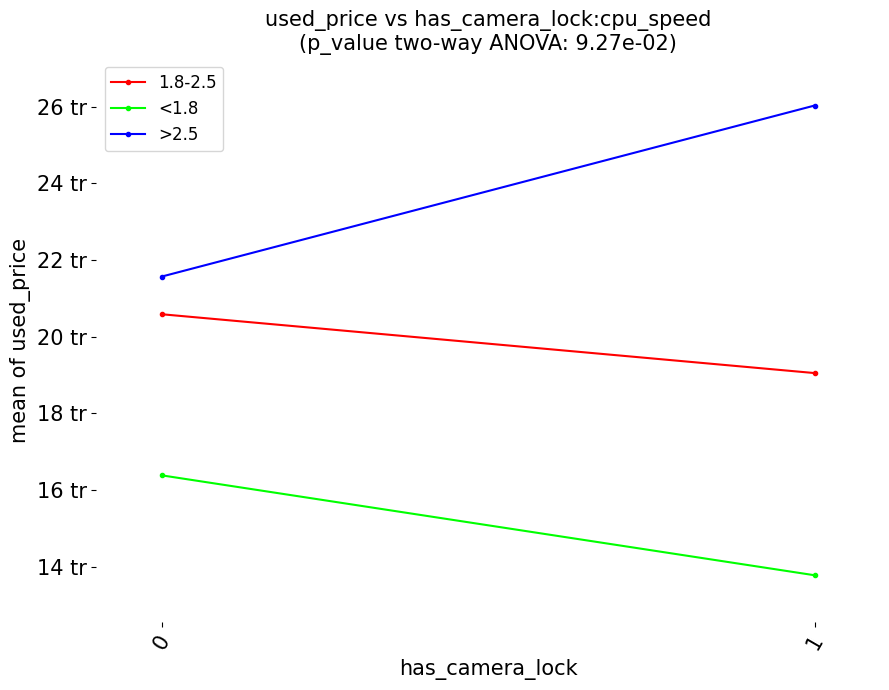 used_price vs has_camera_lock:cpu_speed
(p_value two-way ANOVA: 9.27e-02)
1.8-2.5
<1.8
>2.5
26 tr
24 tr
22 tr
20 tr
18 tr
16 tr
14 tr
mean of used_price
0
1
has_camera_lock